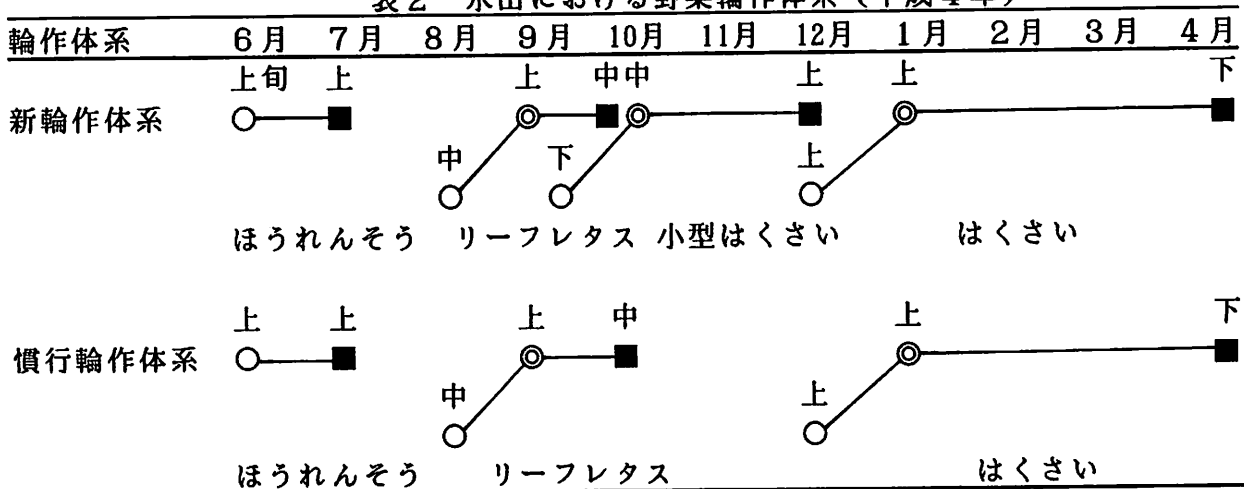 輪作体系 6月 7月 8月 9月 10月 11月 12月 1月 2月 3月 4月
上旬 上 上 中中 上 上 下
新輪作体系
中 下 上
ほうれんそう リーフレタス 小型はくさい はくさい
上 上 上 中 上 下
慣行輪作体系
中 上
ほうれんそう リーフレタス はくさい